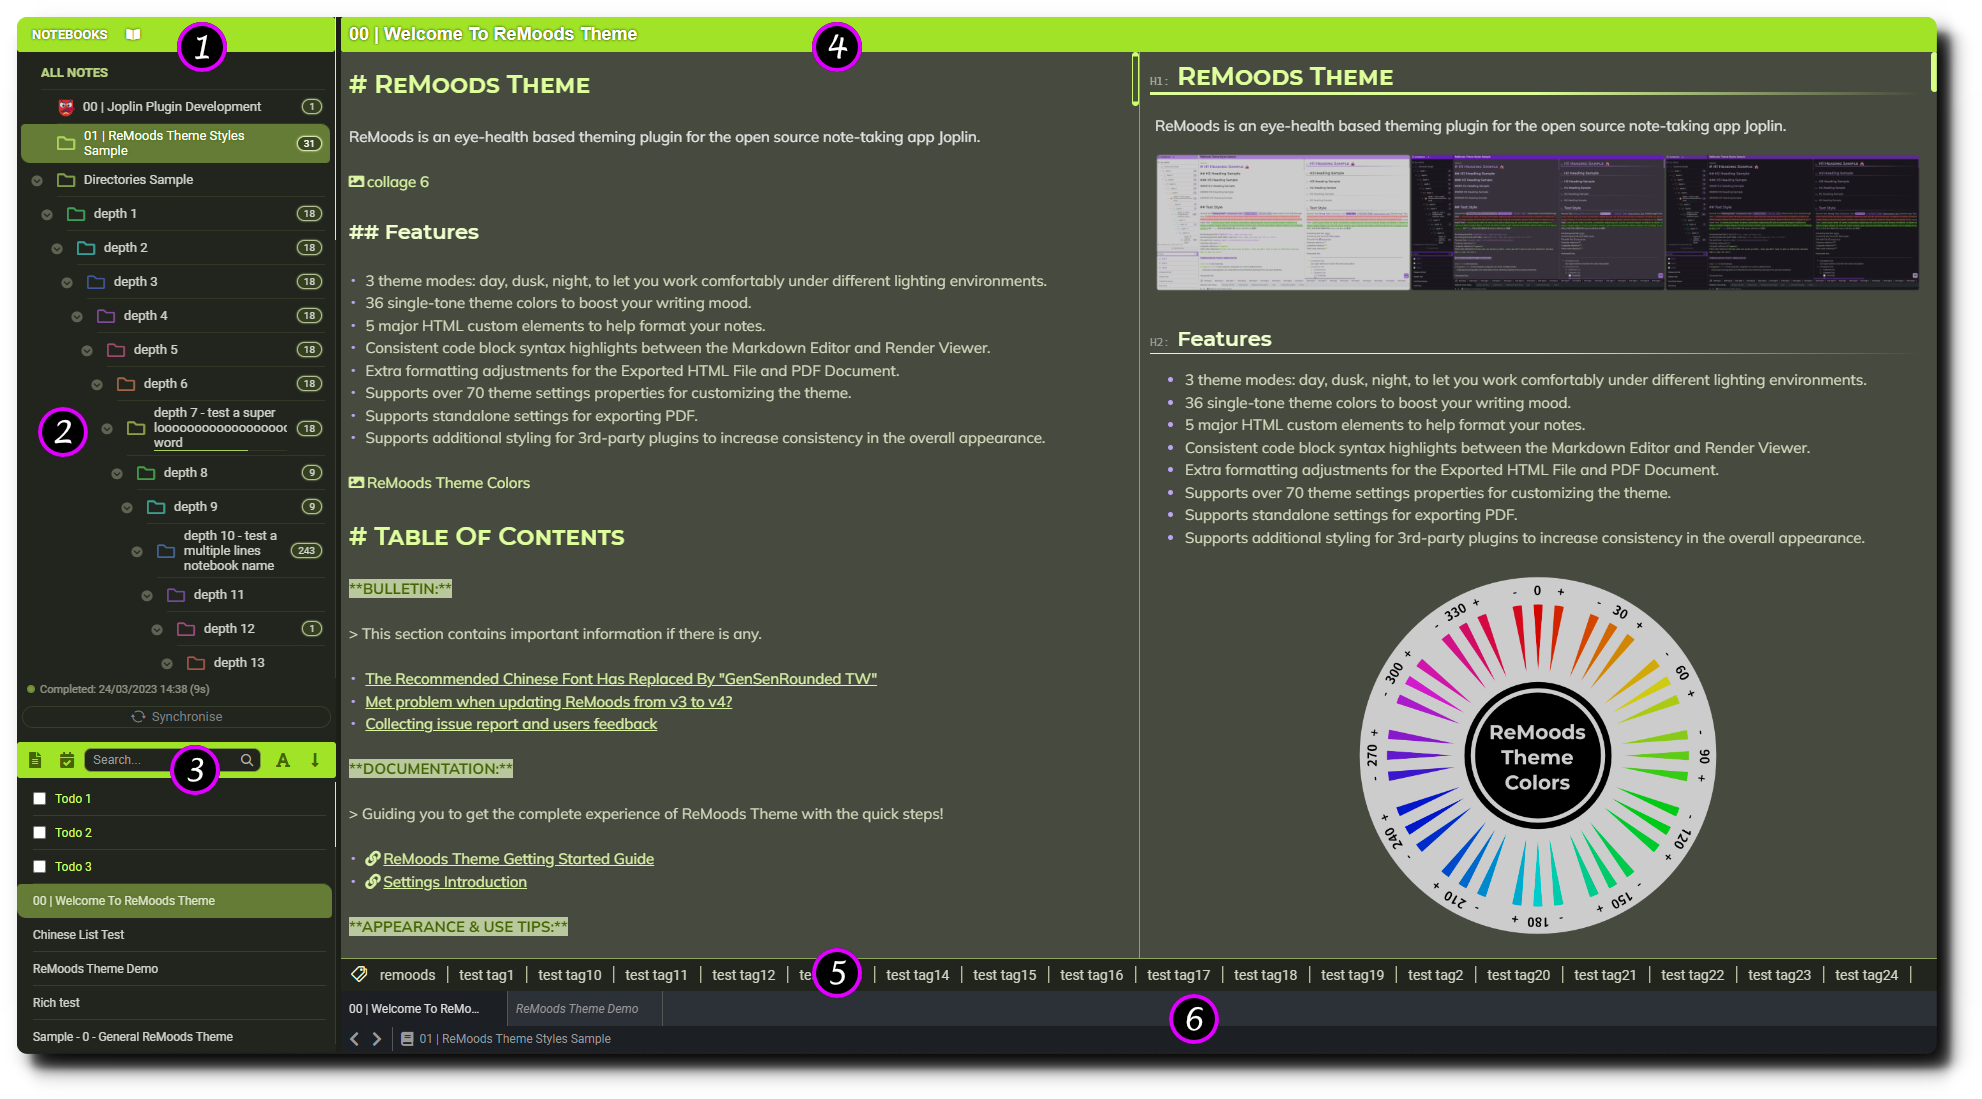 NOTEBOOKS
1
ALL NOTES
00 | Joplin Plugin Development
1
01 | ReMoods Theme Styles
Sample
31
Directories Sample
depth 1
18
depth 2
18
depth 3
18
depth 4
18
depth 5
18
depth 6
18
2
depth 7 - test a super
looooooooooooooooo
word
18
depth 8
9
depth 9
9
depth 10 - test a
multiple lines
notebook name
243
depth 11
depth 12
1
depth 13
Completed: 24/03/2023 14:38 (9s)
Synchronise
Search...
3
A
Todo 1
Todo 2
Todo 3
00 | Welcome To ReMoods Theme
Chinese List Test
ReMoods Theme Demo
Rich test
Sample - 0 - General ReMoods Theme
00 | Welcome To ReMoods Theme
4
# ReMoods Theme
ReMoods is an eye-health based theming plugin for the open source note-taking app Joplin.
collage 6
## Features
• 3 theme modes: day, dusk, night, to let you work comfortably under different lighting environments.
• 36 single-tone theme colors to boost your writing mood.
• 5 major HTML custom elements to help format your notes.
• Consistent code block syntax highlights between the Markdown Editor and Render Viewer.
• Extra formatting adjustments for the Exported HTML File and PDF Document.
• Supports over 70 theme settings properties for customizing the theme.
• Supports standalone settings for exporting PDF.
• Supports additional styling for 3rd-party plugins to increase consistency in the overall appearance.
ReMoods Theme Colors
# Table Of Contents
**BULLETIN:**
> This section contains important information if there is any.
• The Recommended Chinese Font Has Replaced By "GenSenRounded TW"
• Met problem when updating ReMoods from v3 to v4?
• Collecting issue report and users feedback
**DOCUMENTATION:**
> Guiding you to get the complete experience of ReMoods Theme with the quick steps!
• ReMoods Theme Getting Started Guide
• Settings Introduction
**APPEARANCE & USE TIPS:**
H1: ReMoods Theme
ReMoods is an eye-health based theming plugin for the open source note-taking app Joplin.
H2: Features
• 3 theme modes: day, dusk, night, to let you work comfortably under different lighting environments.
• 36 single-tone theme colors to boost your writing mood.
• 5 major HTML custom elements to help format your notes.
• Consistent code block syntax highlights between the Markdown Editor and Render Viewer.
• Extra formatting adjustments for the Exported HTML File and PDF Document.
• Supports over 70 theme settings properties for customizing the theme.
• Supports standalone settings for exporting PDF.
• Supports additional styling for 3rd-party plugins to increase consistency in the overall appearance.
- 0 +
- 30 +
- 60 +
- 90 +
- 120 +
- 150 +
- 180 +
- 210 +
- 240 +
- 270 +
- 300 +
- 330 +
ReMoods
Theme
Colors
remoods | test tag1 | test tag10 | test tag11 | test tag12 | te 5 | test tag14 | test tag15 | test tag16 | test tag17 | test tag18 | test tag19 | test tag2 | test tag20 | test tag21 | test tag22 | test tag23 | test tag24 |
00 | Welcome To ReMo...
ReMoods Theme Demo
6
01 | ReMoods Theme Styles Sample